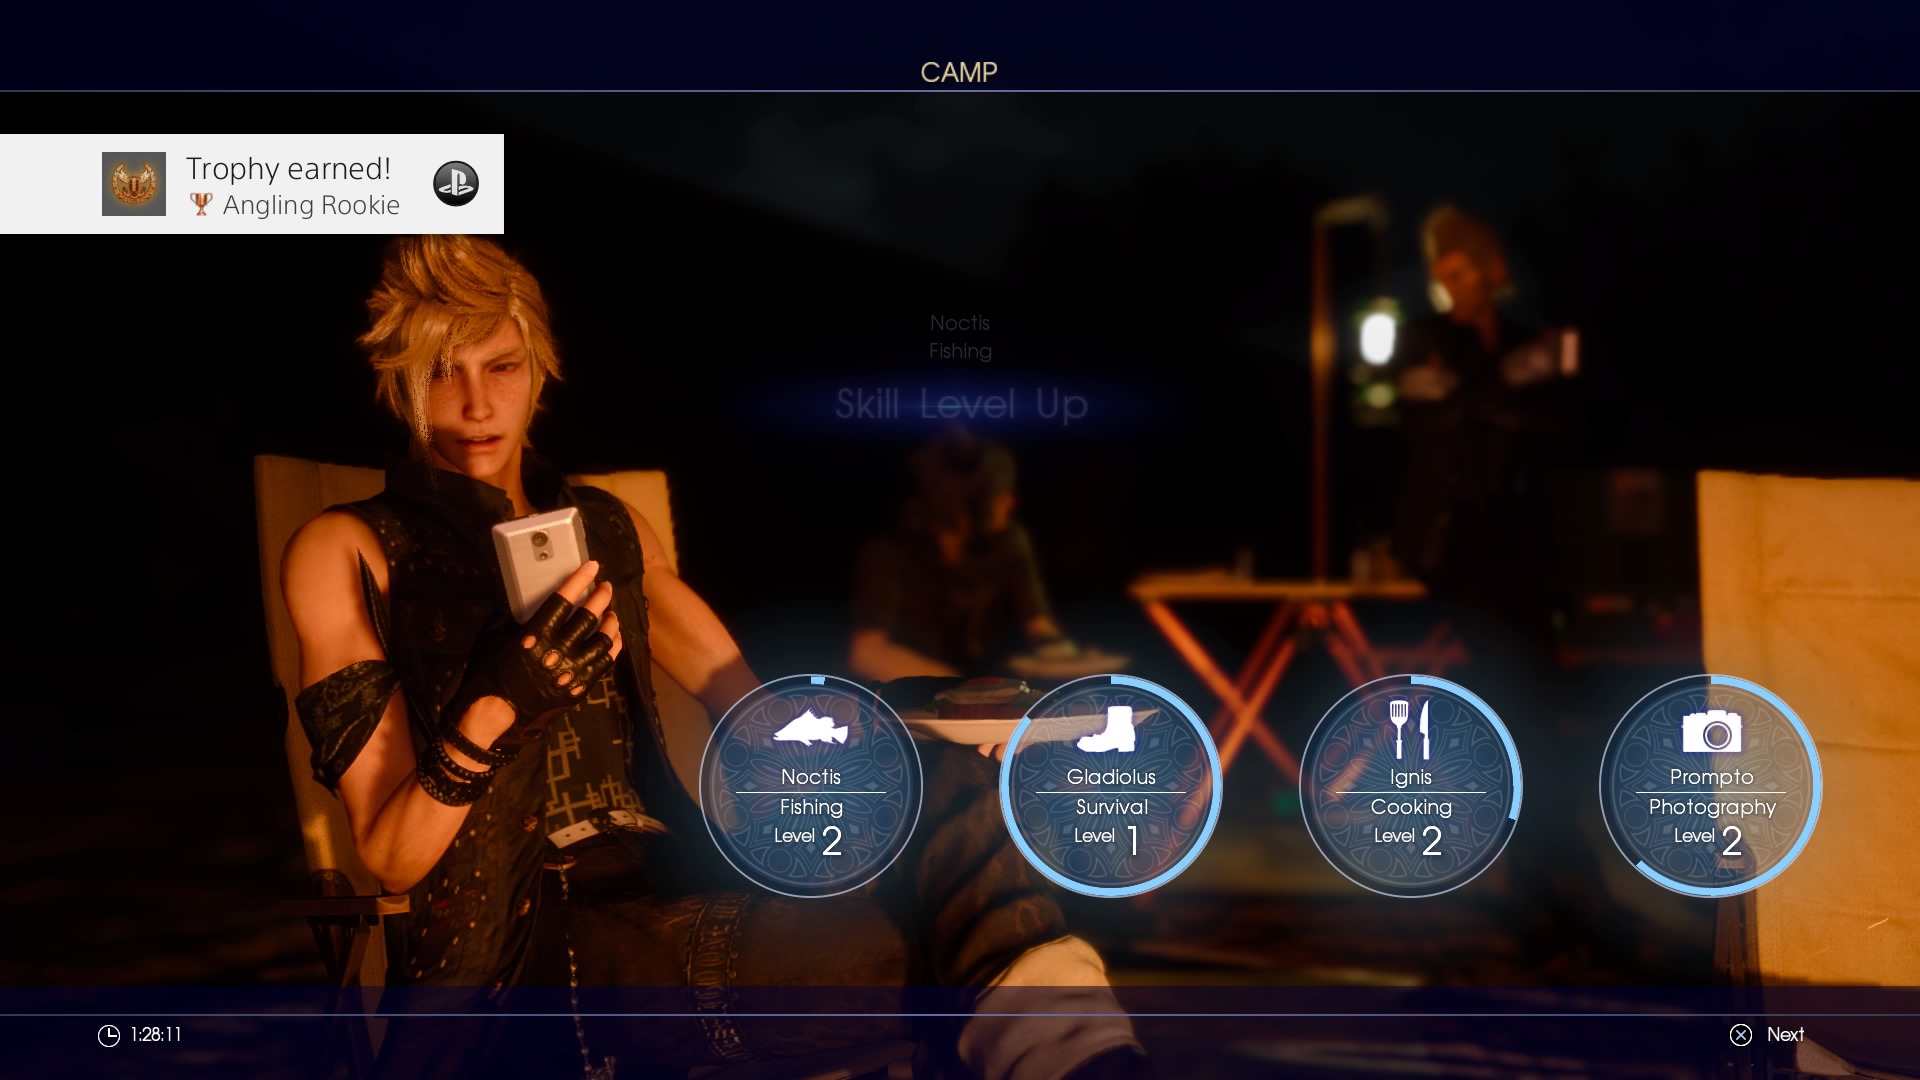 CAMP
Trophy earned!
Angling Rookie
Noctis
Fishing
Skill Level Up
Noctis
Fishing
Level 2
Gladiolus
Survival
Level 1
Ignis
Cooking
Level 2
Prompto
Photography
Level 2
1:28:11
Next